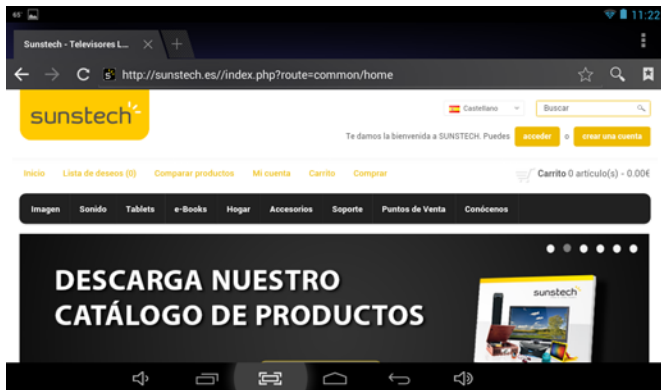 65°
11:22
Sunstech - Televisores L...
http://sunstech.es//index.php?route=common/home
sunstech
Castellano
Buscar
Te damos la bienvenida a SUNSTECH. Puedes acceder o crear una cuenta
Inicio Lista de deseos (0) Comparar productos Mi cuenta Carrito Comprar
Carrito 0 artículo(s) - 0.00€
Imagen Sonido Tablets e-Books Hogar Accesorios Soporte Puntos de Venta Conócenos
DESCARGA NUESTRO
CATÁLOGO DE PRODUCTOS
sunstech